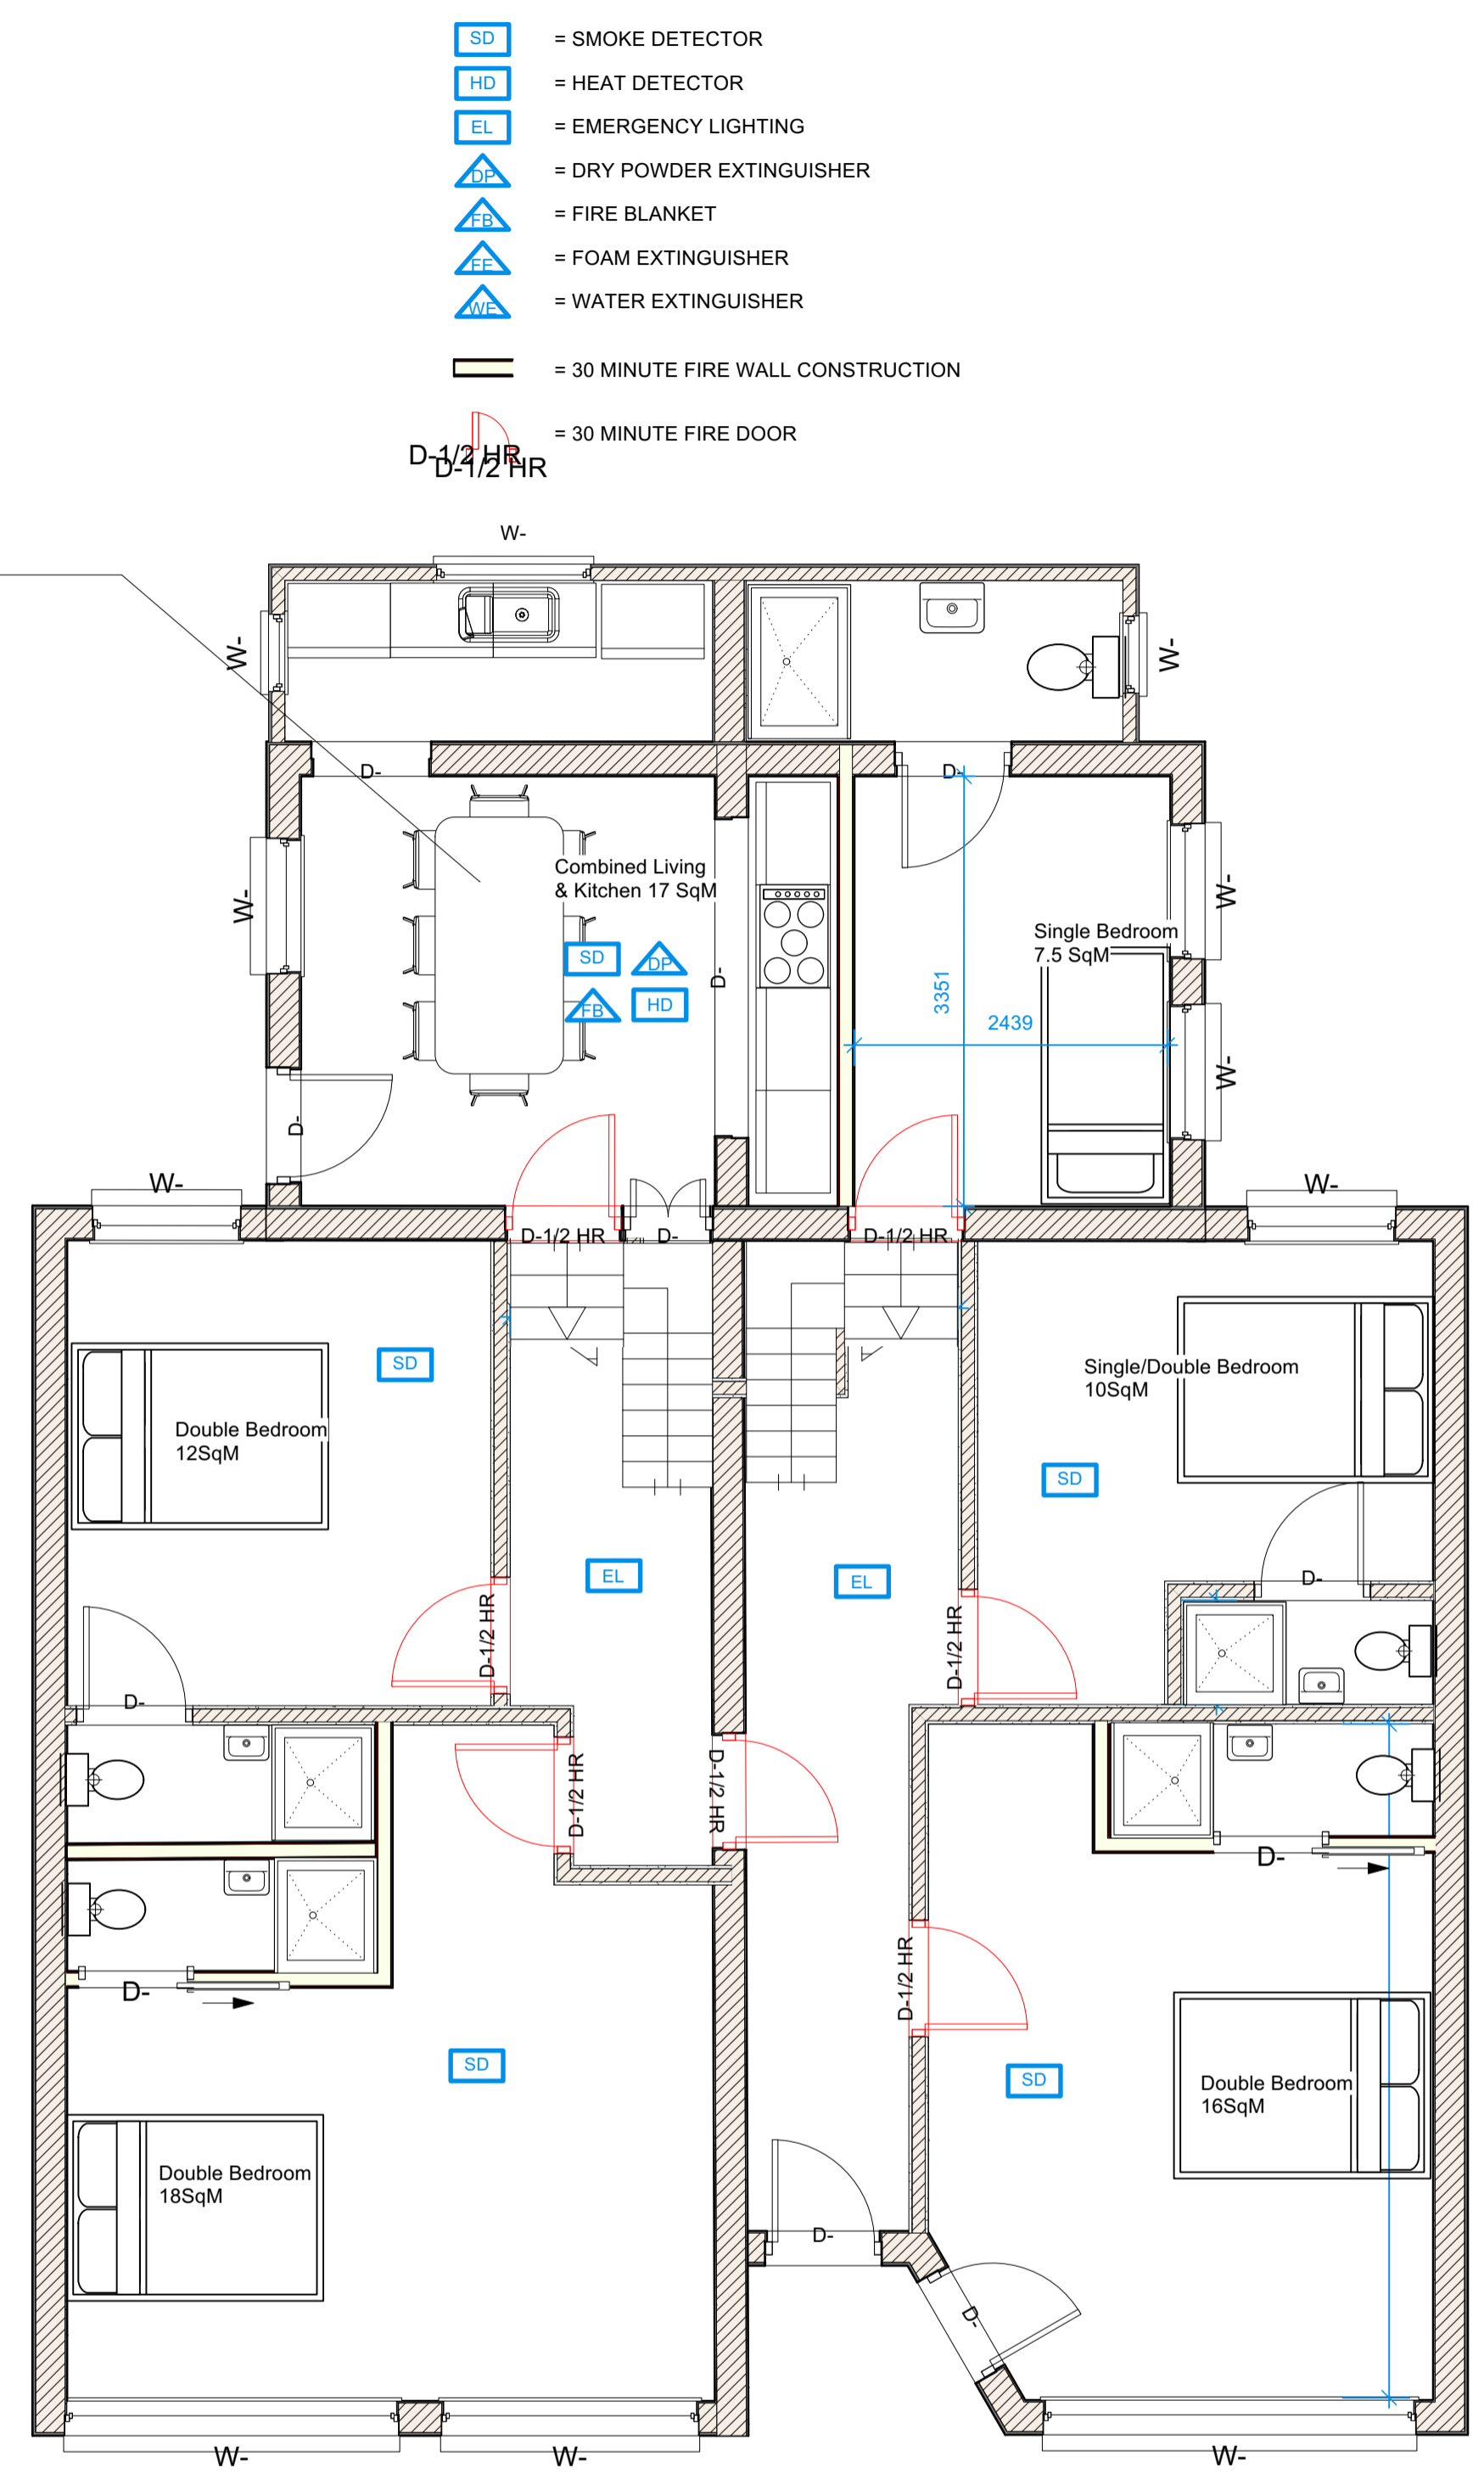 SD = SMOKE DETECTOR
HD = HEAT DETECTOR
EL = EMERGENCY LIGHTING
DP = DRY POWDER EXTINGUISHER
FB = FIRE BLANKET
FE = FOAM EXTINGUISHER
WE = WATER EXTINGUISHER
= 30 MINUTE FIRE WALL CONSTRUCTION
= 30 MINUTE FIRE DOOR
D-1/2 HR
D-1/2 HR
W-
W-
W-
D-
D-
Combined Living
& Kitchen 17 SqM
W-
W-
Single Bedroom
7.5 SqM
SD
DP
FB
HD
D-
3351
2439
W-
D-
W-
W-
D-1/2 HR
D-
D-1/2 HR
SD
Double Bedroom
12SqM
Single/Double Bedroom
10SqM
SD
EL
EL
D-1/2 HR
D-1/2 HR
D-
D-
D-1/2 HR
D-1/2 HR
D-
D-1/2 HR
D-
SD
SD
Double Bedroom
16SqM
Double Bedroom
18SqM
D-
D-
W-
W-
W-